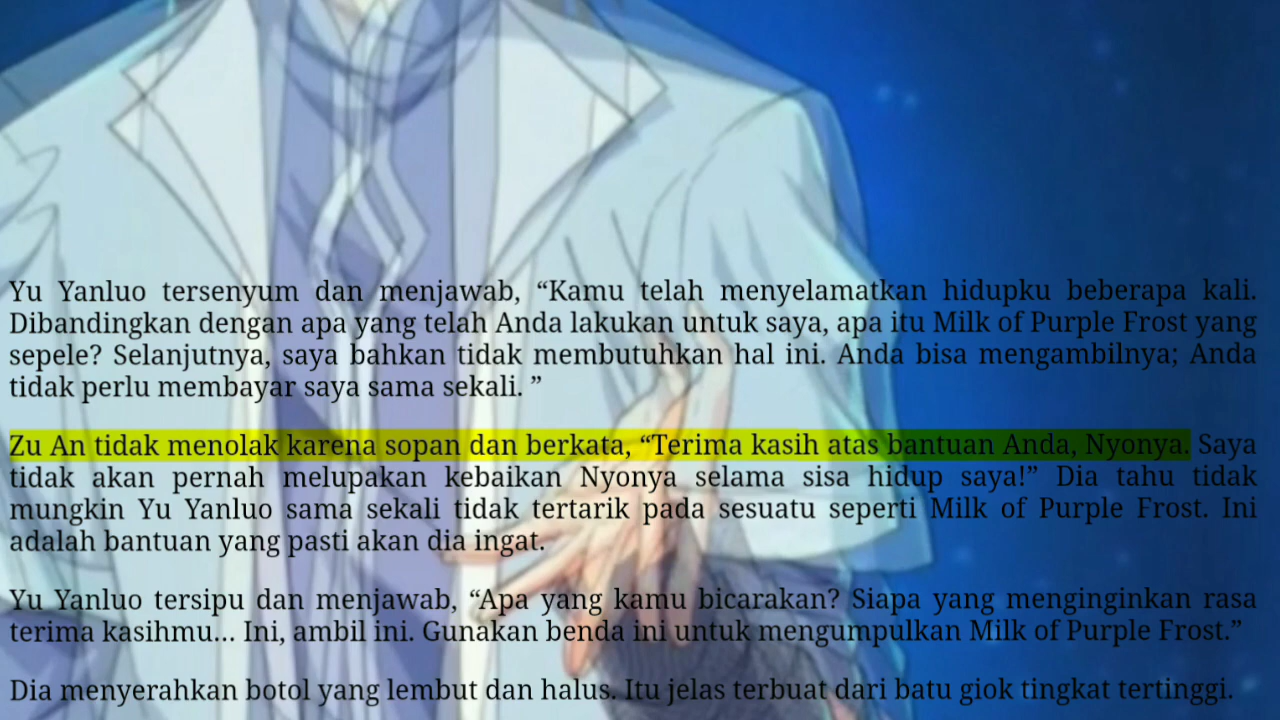 Yu Yanluo tersenyum dan menjawab, “Kamu telah menyelamatkan hidupku beberapa kali.
Dibandingkan dengan apa yang telah Anda lakukan untuk saya, apa itu Milk of Purple Frost yang
sepele? Selanjutnya, saya bahkan tidak membutuhkan hal ini. Anda bisa mengambilnya; Anda
tidak perlu membayar saya sama sekali. ”
Zu An tidak menolak karena sopan dan berkata, “Terima kasih atas bantuan Anda, Nyonya. Saya
tidak akan pernah melupakan kebaikan Nyonya selama sisa hidup saya!” Dia tahu tidak
mungkin Yu Yanluo sama sekali tidak tertarik pada sesuatu seperti Milk of Purple Frost. Ini
adalah bantuan yang pasti akan dia ingat.
Yu Yanluo tersipu dan menjawab, “Apa yang kamu bicarakan? Siapa yang menginginkan rasa
terima kasihmu... Ini, ambil ini. Gunakan benda ini untuk mengumpulkan Milk of Purple Frost.”
Dia menyerahkan botol yang lembut dan halus. Itu jelas terbuat dari batu giok tingkat tertinggi.